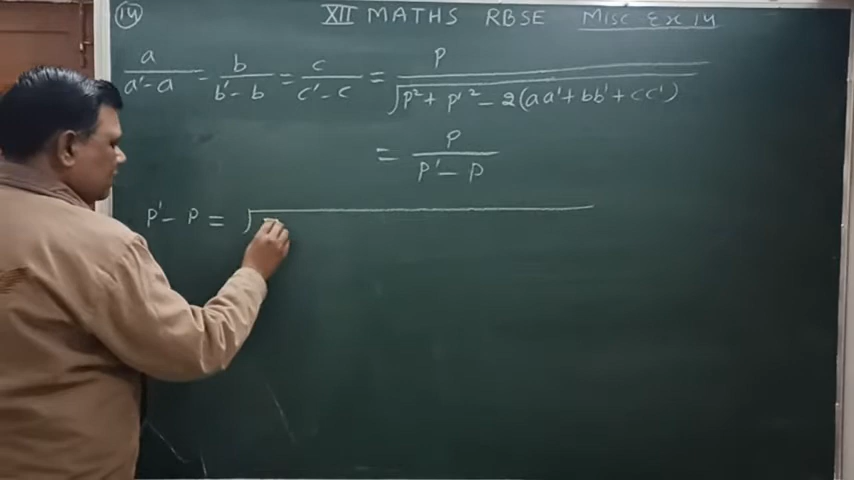 (14) XII MATHS RBSE Misc Ex 14
a/(a'-a) - b/(b'-b) = c/(c'-c) = P/√(P² + P'² - 2(aa' + bb' + cc'))
= P/(P' - P)
P' - P = √